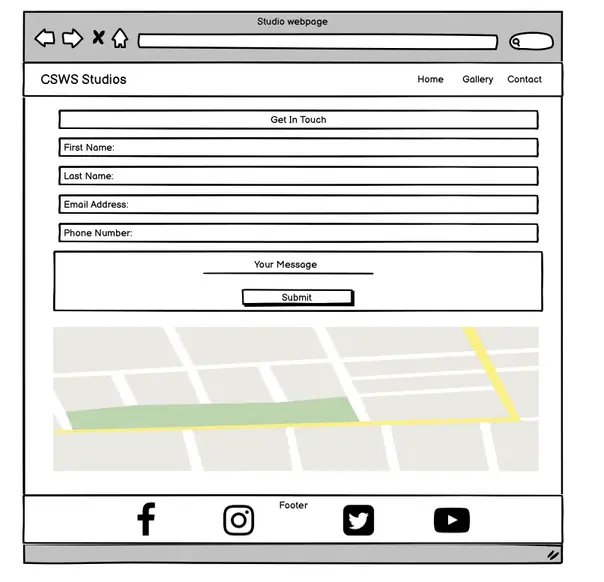 Studio webpage
CSWS Studios
Home Gallery Contact
Get In Touch
First Name:
Last Name:
Email Address:
Phone Number:
Your Message
Submit
Footer